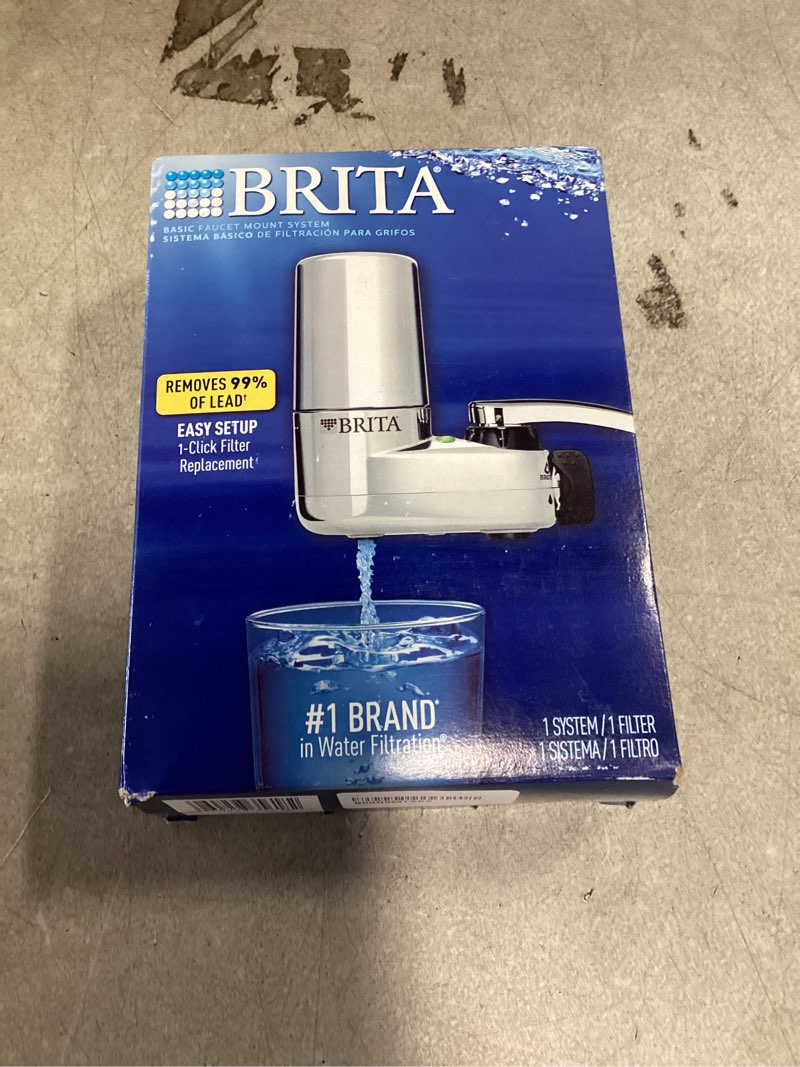 BRITA®
BASIC FAUCET MOUNT SYSTEM
SISTEMA BÁSICO DE FILTRACIÓN PARA GRIFOS
REMOVES 99%
OF LEAD†
EASY SETUP
1-Click Filter
Replacement
BRITA
BRITA
#1 BRAND*
in Water Filtration
1 SYSTEM / 1 FILTER
1 SISTEMA / 1 FILTRO